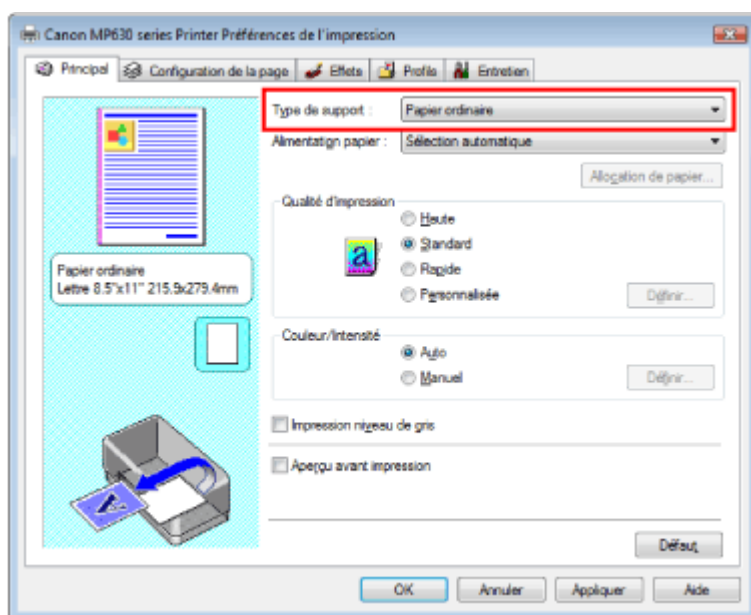 Canon MP630 series Printer Préférences de l'impression
Principal Configuration de la page Effets Profils Entretien
Type de support : Papier ordinaire
Alimentation papier : Sélection automatique
Allocation de papier...
Qualité d'impression
Haute
Standard
Rapide
Personnalisée Définir...
Papier ordinaire
Lettre 8.5"x11" 215.9x279.4mm
Couleur/Intensité
Auto
Manuel Définir...
Impression niveau de gris
Aperçu avant impression
Défaut
OK Annuler Appliquer Aide